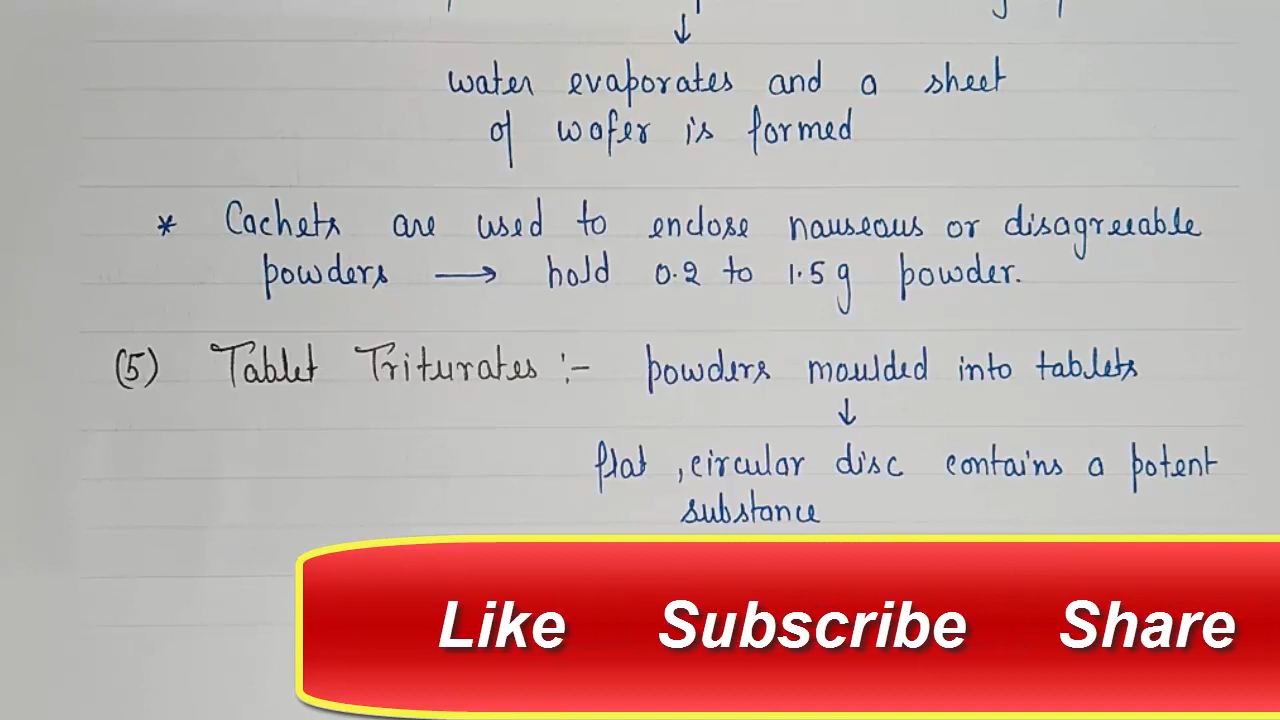 ↓
water evaporates and a sheet
of wafer is formed
* Cachets are used to enclose nauseous or disagreeable
powders → hold 0.2 to 1.5 g powder.
(5) Tablet Triturates :- powders moulded into tablets
↓
flat , circular disc contains a potent
substance
Like Subscribe Share